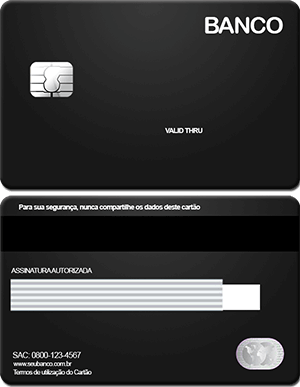 BANCO
VALID THRU
Para sua segurança, nunca compartilhe os dados deste cartão
ASSINATURA AUTORIZADA
SAC: 0800-123-4567
www.seubanco.com.br
Termos de utilização do Cartão